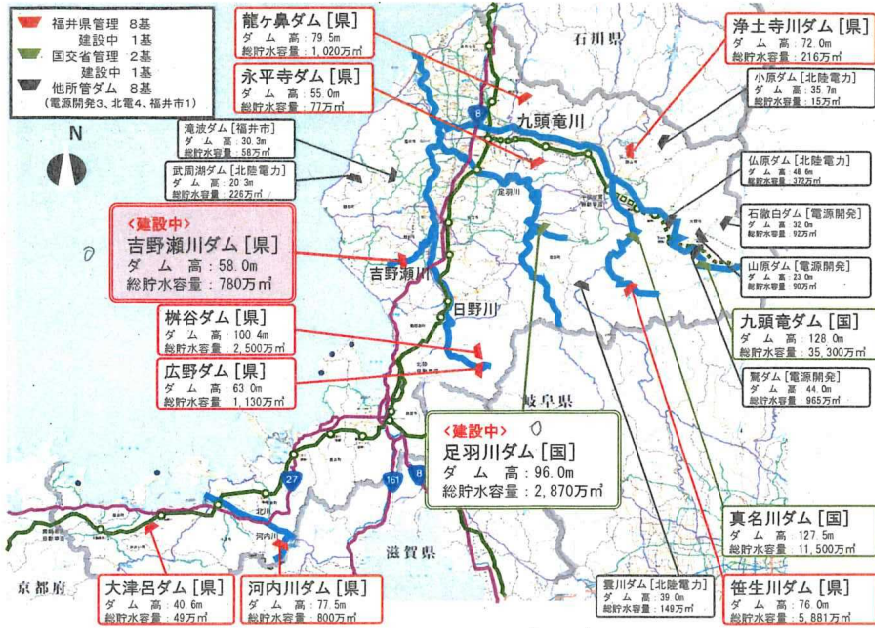 福井県管理 8基
建設中 1基
国交省管理 2基
建設中 1基
他所管ダム 8基
(電源開発3、北電4、福井市1)
N
龍ヶ鼻ダム[県]
ダム高:79.5m
総貯水容量:1,020万㎥
永平寺ダム[県]
ダム高:55.0m
総貯水容量:77万㎥
石川県
浄土寺川ダム[県]
ダム高:72.0m
総貯水容量:216万㎥
小原ダム[北陸電力]
ダム高:35.7m
総貯水容量:15万㎥
8
九頭竜川
滝波ダム[福井市]
ダム高:30.3m
総貯水容量:58万㎥
武周湖ダム[北陸電力]
ダム高:20.3m
総貯水容量:226万㎥
足羽川
仏原ダム[北陸電力]
ダム高:48.6m
総貯水容量:372万㎥
石徹白ダム[電源開発]
ダム高:32.0m
総貯水容量:92万㎥
山原ダム[電源開発]
ダム高:23.0m
総貯水容量:90万㎥
<建設中>
吉野瀬川ダム[県]
ダム高:58.0m
総貯水容量:780万㎥
吉野瀬川
日野川
桝谷ダム[県]
ダム高:100.4m
総貯水容量:2,500万㎥
広野ダム[県]
ダム高:63.0m
総貯水容量:1,130万㎥
九頭竜ダム[国]
ダム高:128.0m
総貯水容量:35,300万㎥
鷲ダム[電源開発]
ダム高:44.0m
総貯水容量:965万㎥
岐阜県
<建設中>
足羽川ダム[国]
ダム高:96.0m
総貯水容量:2,870万㎥
27
161
8
北川
河内川
滋賀県
京都府
真名川ダム[国]
ダム高:127.5m
総貯水容量:11,500万㎥
大津呂ダム[県]
ダム高:40.6m
総貯水容量:49万㎥
河内川ダム[県]
ダム高:77.5m
総貯水容量:800万㎥
雲川ダム[北陸電力]
ダム高:39.0m
総貯水容量:149万㎥
笹生川ダム[県]
ダム高:76.0m
総貯水容量:5,881万㎥